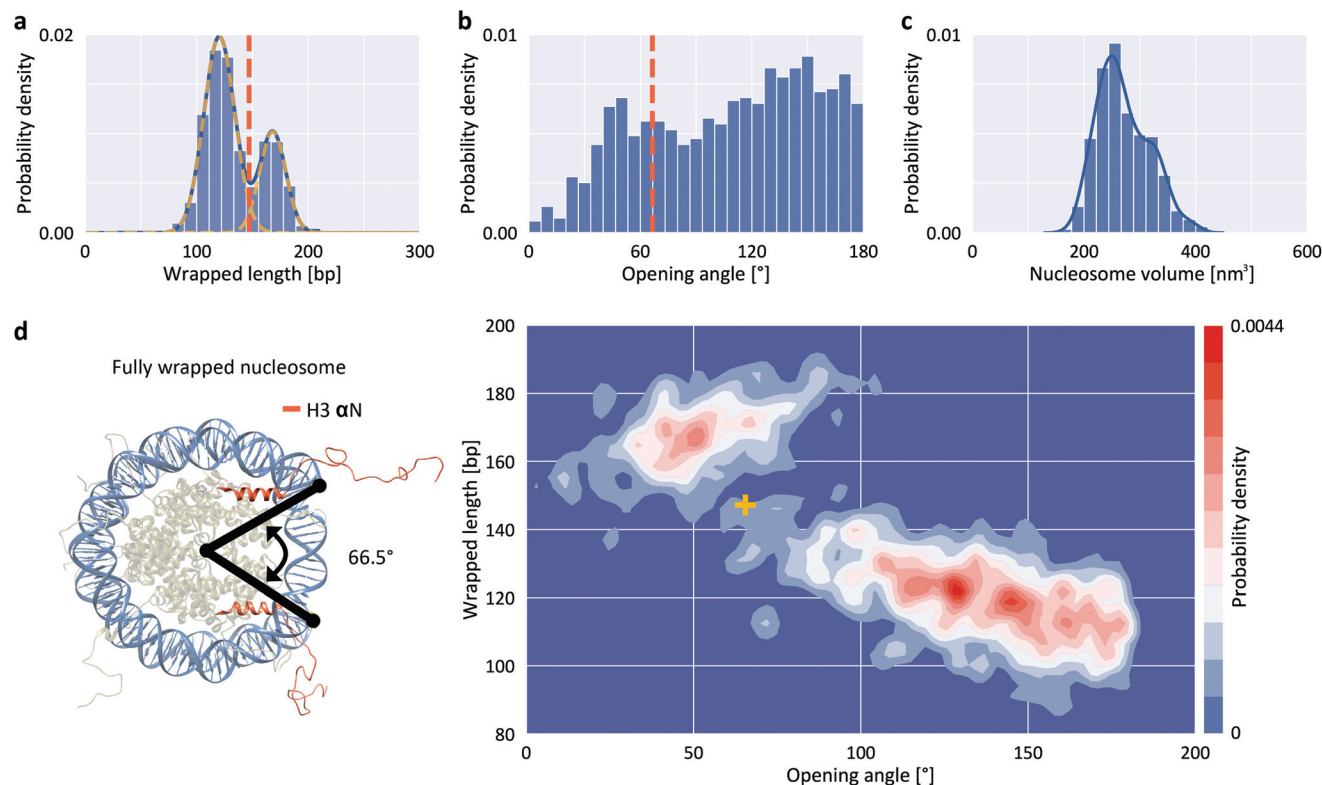 a
0.02
Probability density
0.00
0
100
200
300
Wrapped length [bp]
b
0.01
Probability density
0.00
0
60
120
180
Opening angle [°]
c
0.01
Probability density
0.00
0
200
400
600
Nucleosome volume [nm³]
d
Fully wrapped nucleosome
H3 αN
66.5°
200
180
160
140
120
100
80
Wrapped length [bp]
0
50
100
150
200
Opening angle [°]
0.0044
Probability density
0